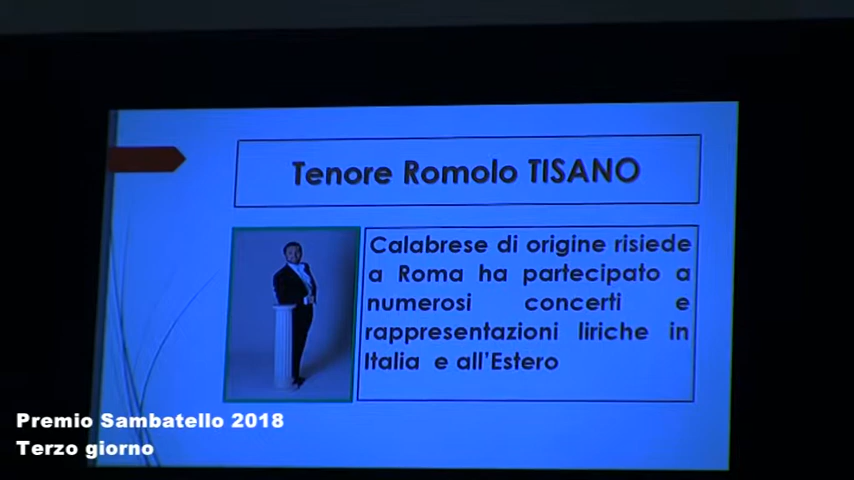 Tenore Romolo TISANO
Calabrese di origine risiede
a Roma ha partecipato a
numerosi concerti e
rappresentazioni liriche in
Italia e all'Estero
Premio Sambatello 2018
Terzo giorno